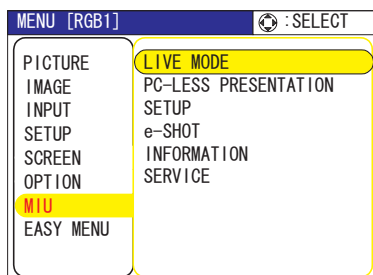 MENU [RGB1] :SELECT
PICTURE
IMAGE
INPUT
SETUP
SCREEN
OPTION
MIU
EASY MENU
LIVE MODE
PC-LESS PRESENTATION
SETUP
e-SHOT
INFORMATION
SERVICE